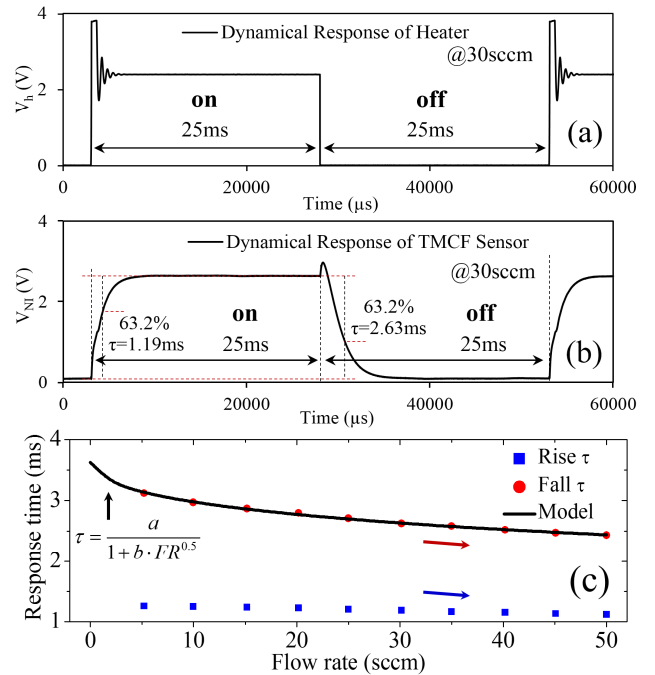 4
Dynamical Response of Heater
@30sccm
V_h (V)
2
on
off
25ms
25ms
(a)
0
0 20000 40000 60000
Time (µs)
4
Dynamical Response of TMCF Sensor
@30sccm
V_NI (V)
2
63.2%
τ=1.19ms
on
63.2%
τ=2.63ms
off
25ms
25ms
(b)
0
0 20000 40000 60000
Time (µs)
5
4
3
2
1
Response time (ms)
Rise τ
Fall τ
Model
τ = a / (1 + b · FR^0.5)
(c)
0 10 20 30 40 50
Flow rate (sccm)